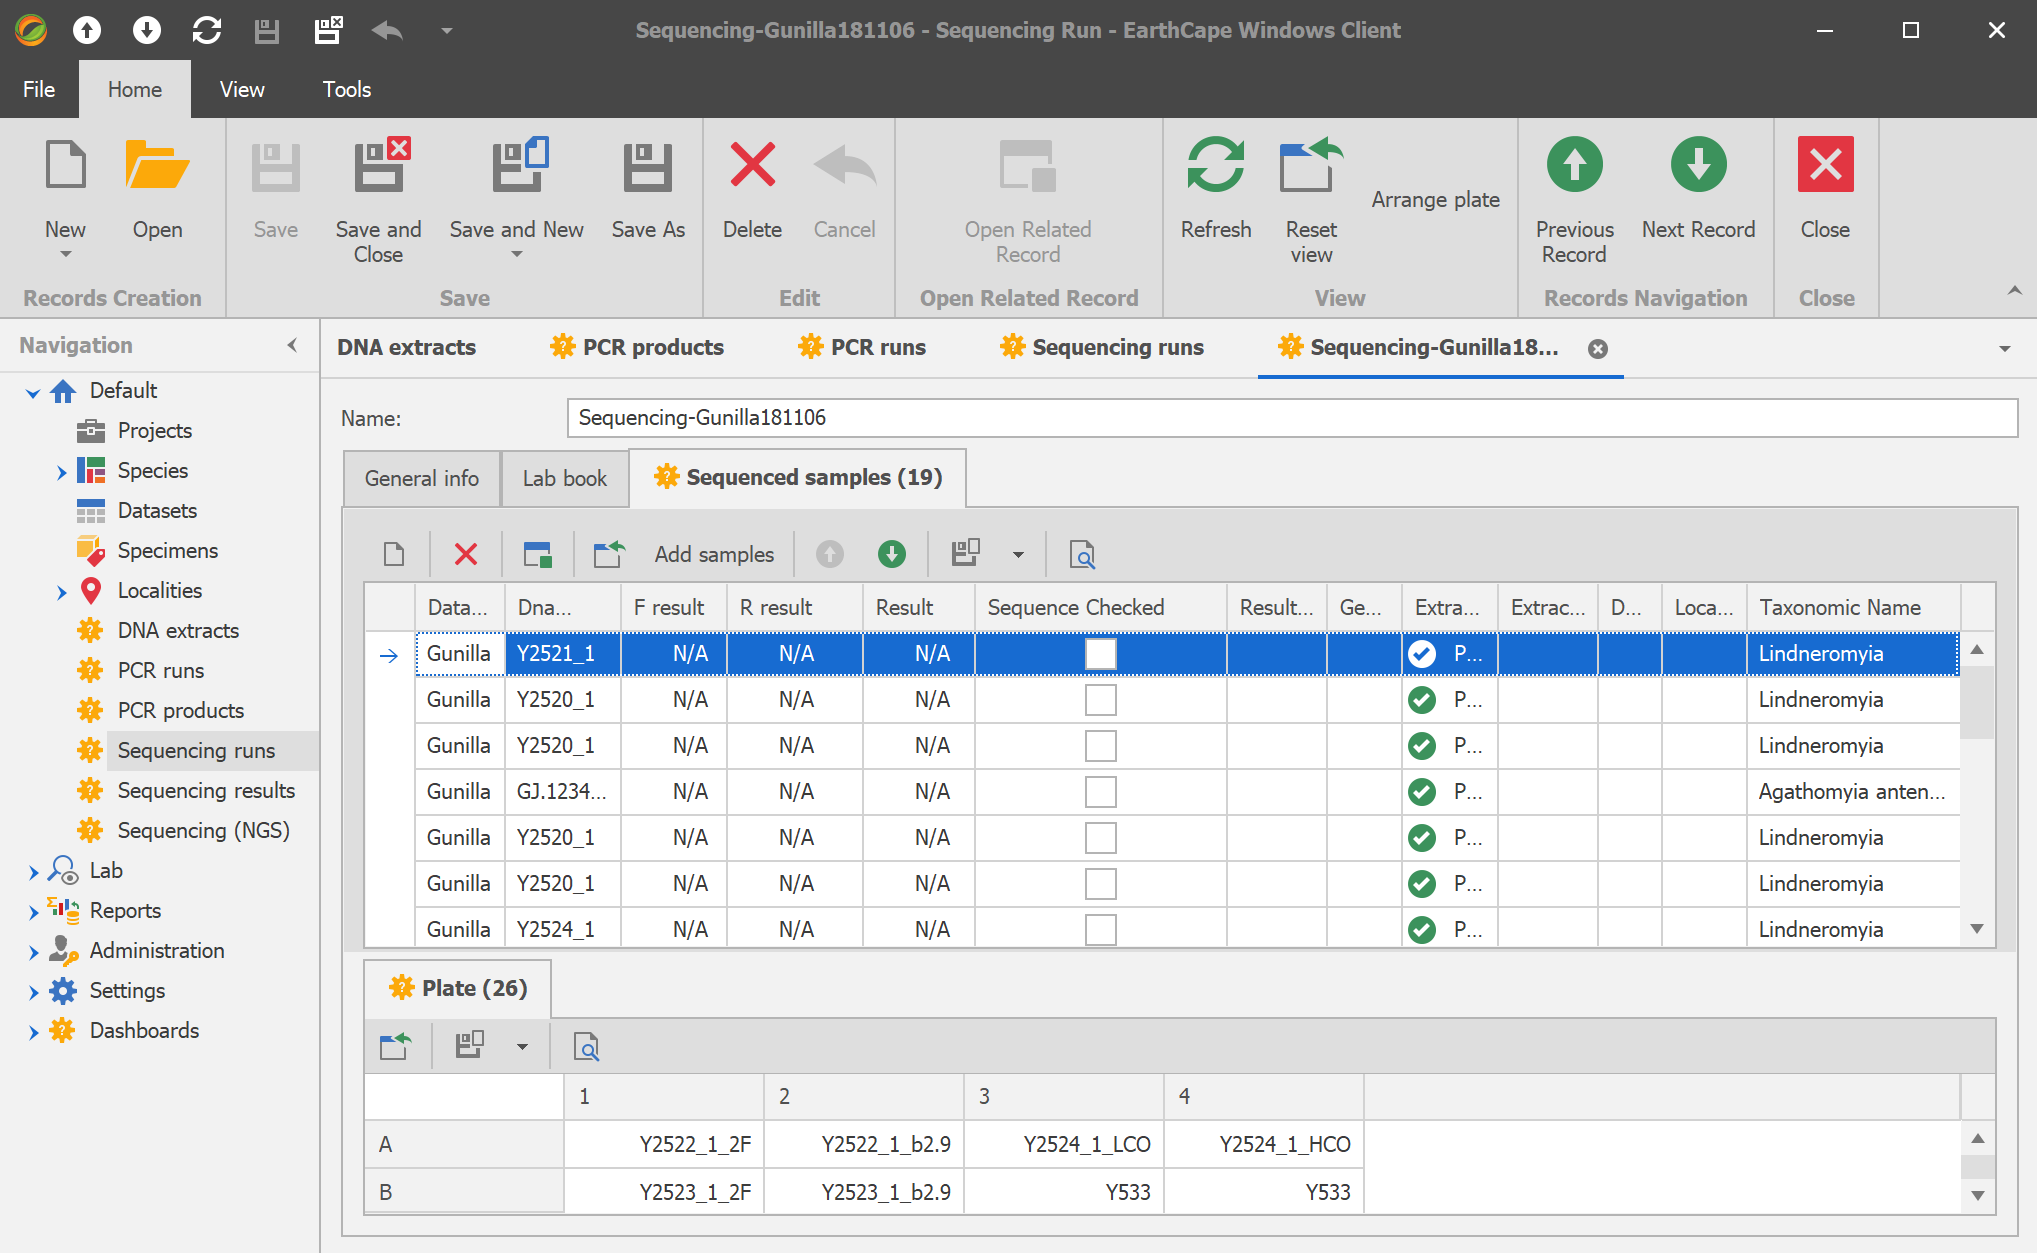 Sequencing-Gunilla181106 - Sequencing Run - EarthCape Windows Client
File Home View Tools
New Open Save Save and Close Save and New Save As Delete Cancel Open Related Record Refresh Reset view Arrange plate Previous Record Next Record Close
Records Creation Save Edit Open Related Record View Records Navigation Close
Navigation
Default
Projects
Species
Datasets
Specimens
Localities
DNA extracts
PCR runs
PCR products
Sequencing runs
Sequencing results
Sequencing (NGS)
Lab
Reports
Administration
Settings
Dashboards
DNA extracts PCR products PCR runs Sequencing runs Sequencing-Gunilla18...
Name: Sequencing-Gunilla181106
General info Lab book Sequenced samples (19)
Add samples
Data... Dna... F result R result Result Sequence Checked Result... Ge... Extra... Extrac... D... Loca... Taxonomic Name
Gunilla Y2521_1 N/A N/A N/A P... Lindneromyia
Gunilla Y2520_1 N/A N/A N/A P... Lindneromyia
Gunilla Y2520_1 N/A N/A N/A P... Lindneromyia
Gunilla GJ.1234... N/A N/A N/A P... Agathomyia anten...
Gunilla Y2520_1 N/A N/A N/A P... Lindneromyia
Gunilla Y2520_1 N/A N/A N/A P... Lindneromyia
Gunilla Y2524_1 N/A N/A N/A P... Lindneromyia
Plate (26)
1 2 3 4
A Y2522_1_2F Y2522_1_b2.9 Y2524_1_LCO Y2524_1_HCO
B Y2523_1_2F Y2523_1_b2.9 Y533 Y533